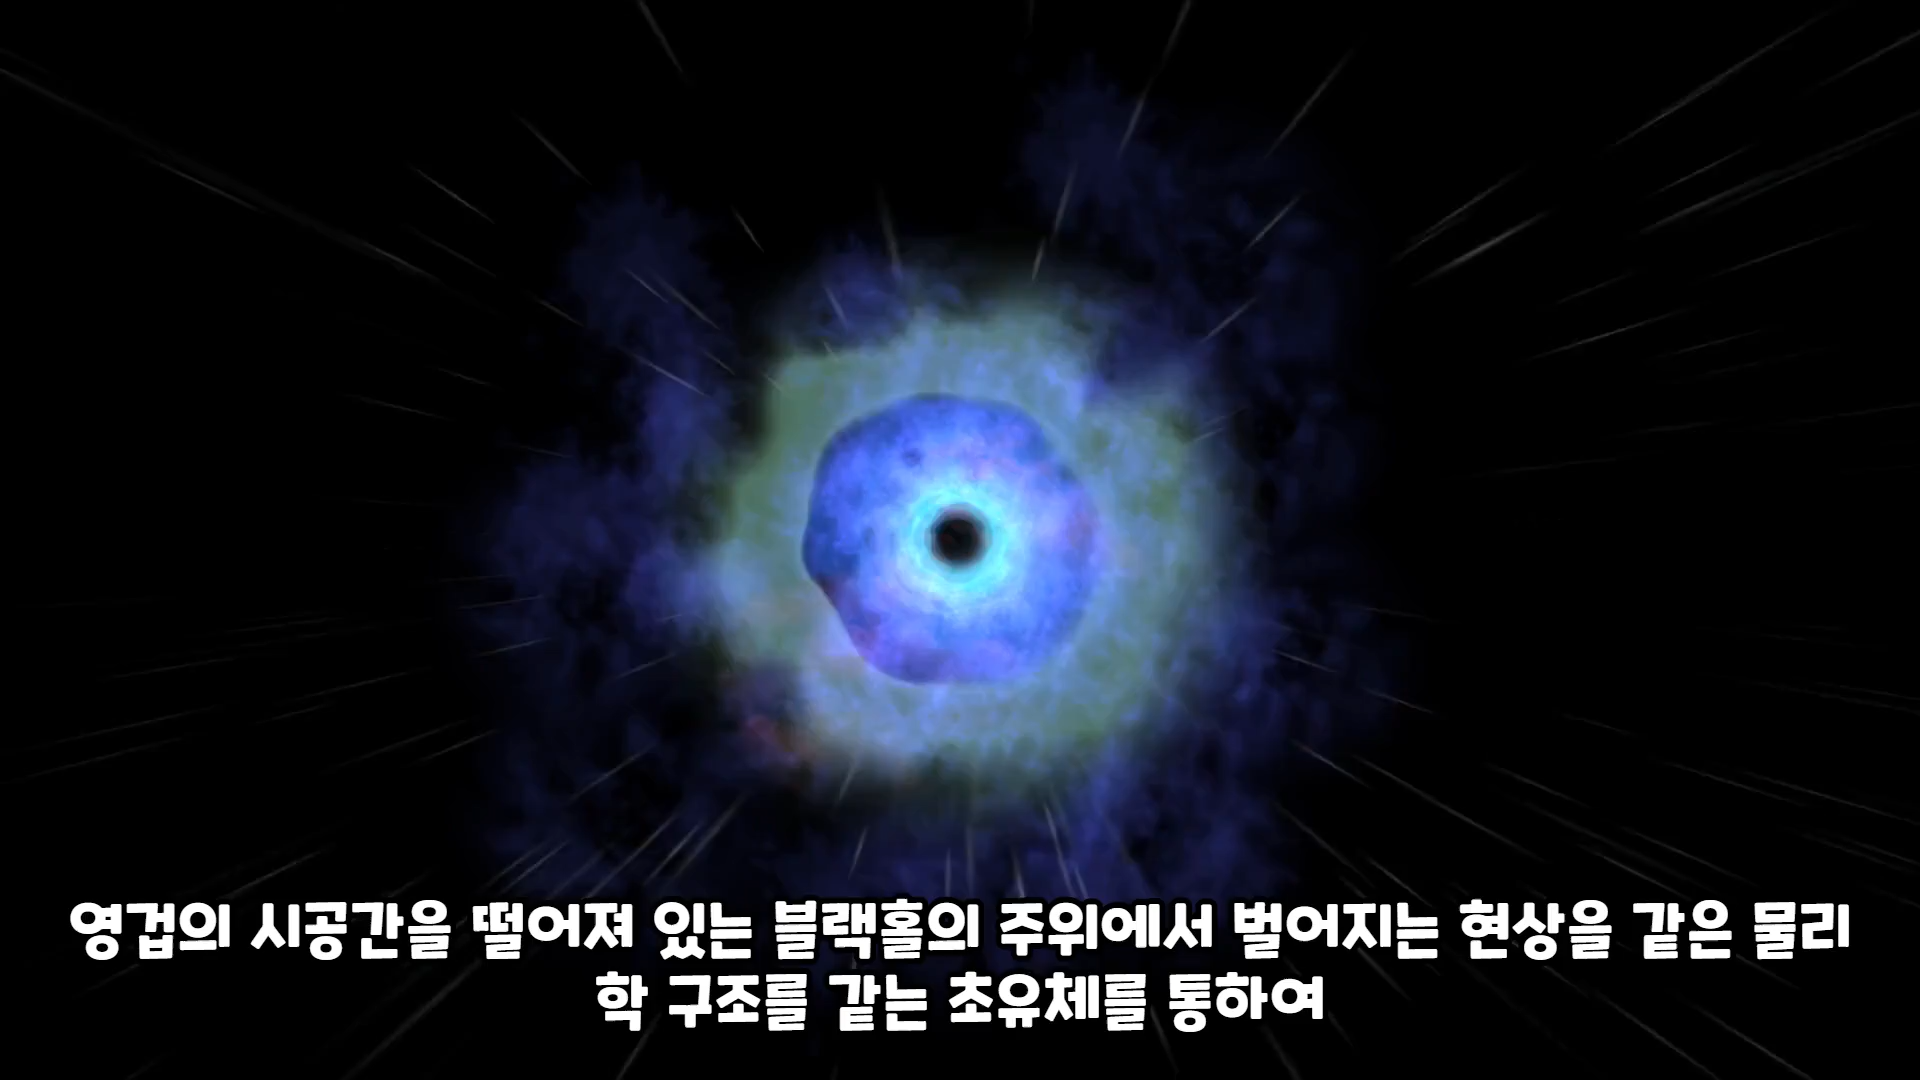 영겁의 시공간을 떨어져 있는 블랙홀의 주위에서 벌어지는 현상을 같은 물리
학 구조를 같는 초유체를 통하여